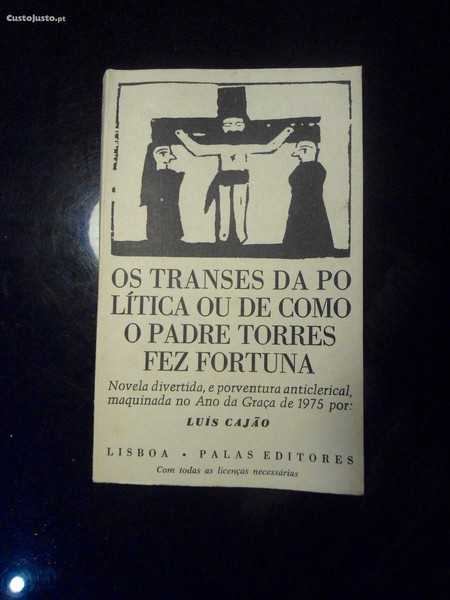 CustoJusto.pt
OS TRANSES DA PO
LÍTICA OU DE COMO
O PADRE TORRES
FEZ FORTUNA
Novela divertida, e porventura anticlerical,
maquinada no Ano da Graça de 1975 por:
LUÍS CAJÃO
LISBOA • PALAS EDITORES
Com todas as licenças necessárias